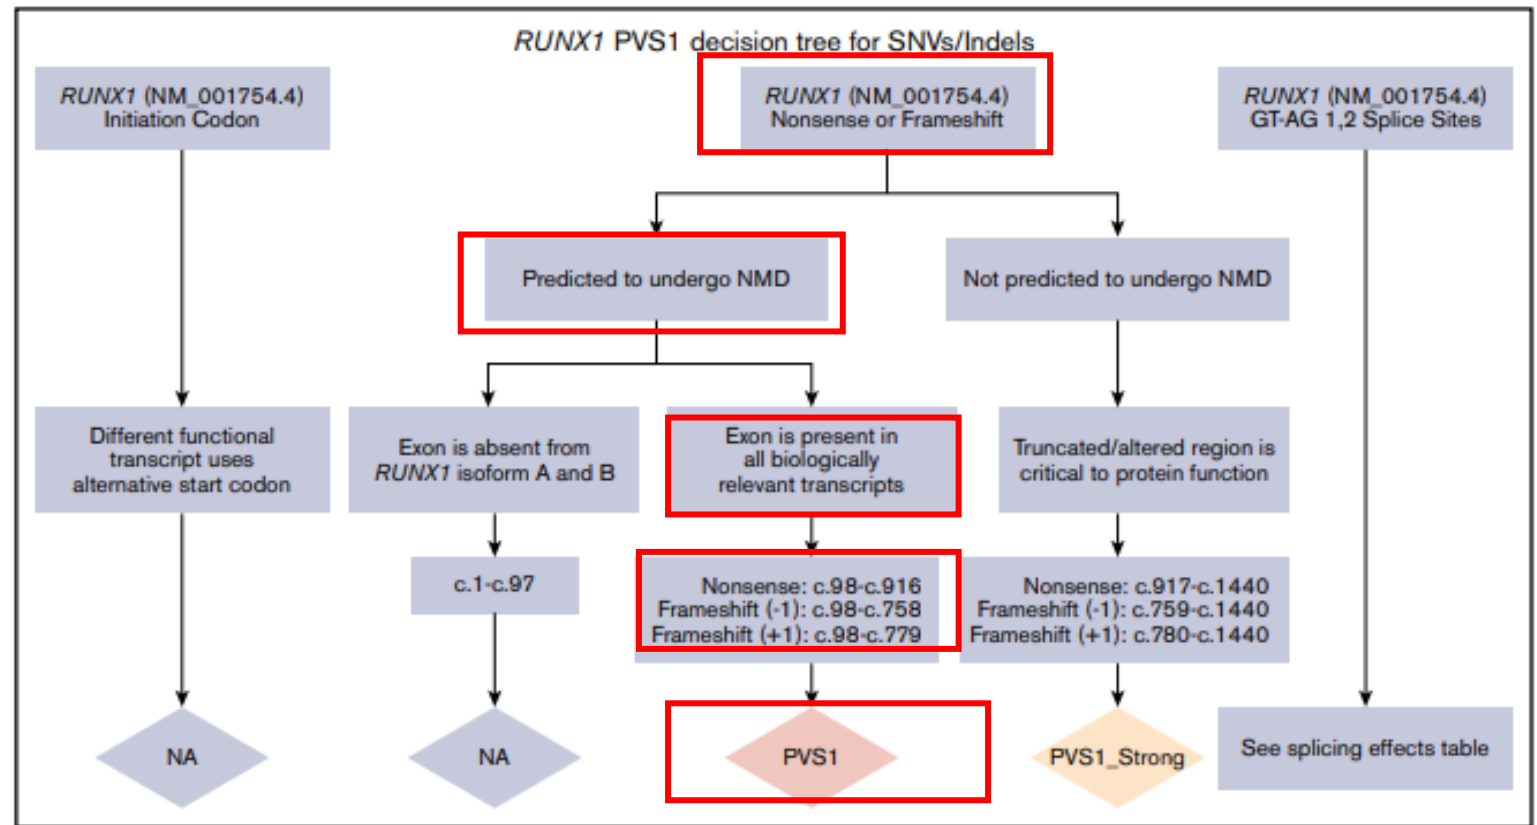 RUNX1 PVS1 decision tree for SNVs/Indels
RUNX1 (NM_001754.4)
Initiation Codon
RUNX1 (NM_001754.4)
Nonsense or Frameshift
RUNX1 (NM_001754.4)
GT-AG 1,2 Splice Sites
Predicted to undergo NMD
Not predicted to undergo NMD
Different functional
transcript uses
alternative start codon
Exon is absent from
RUNX1 isoform A and B
Exon is present in
all biologically
relevant transcripts
Truncated/altered region is
critical to protein function
c.1-c.97
Nonsense: c.98-c.916
Frameshift (-1): c.98-c.758
Frameshift (+1): c.98-c.779
Nonsense: c.917-c.1440
Frameshift (-1): c.759-c.1440
Frameshift (+1): c.780-c.1440
NA
NA
PVS1
PVS1_Strong
See splicing effects table